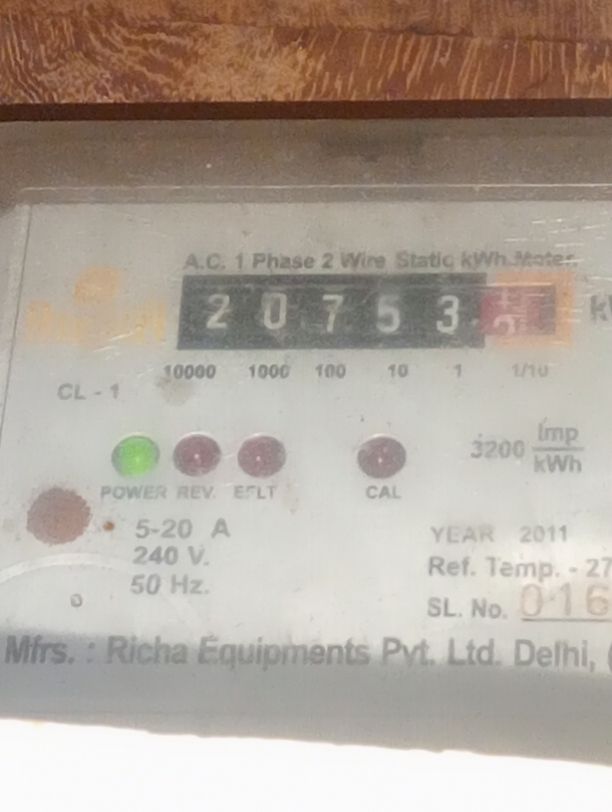 A.C. 1 Phase 2 Wire Static kWh Meter
2 0 7 5 3
10000 1000 100 10 1 1/10
CL - 1
3200 Imp/kWh
POWER REV. EFLT CAL
5-20 A
240 V.
50 Hz.
YEAR 2011
Ref. Temp. - 27
SL. No. 016
Mfrs. : Richa Equipments Pvt. Ltd. Delhi, (